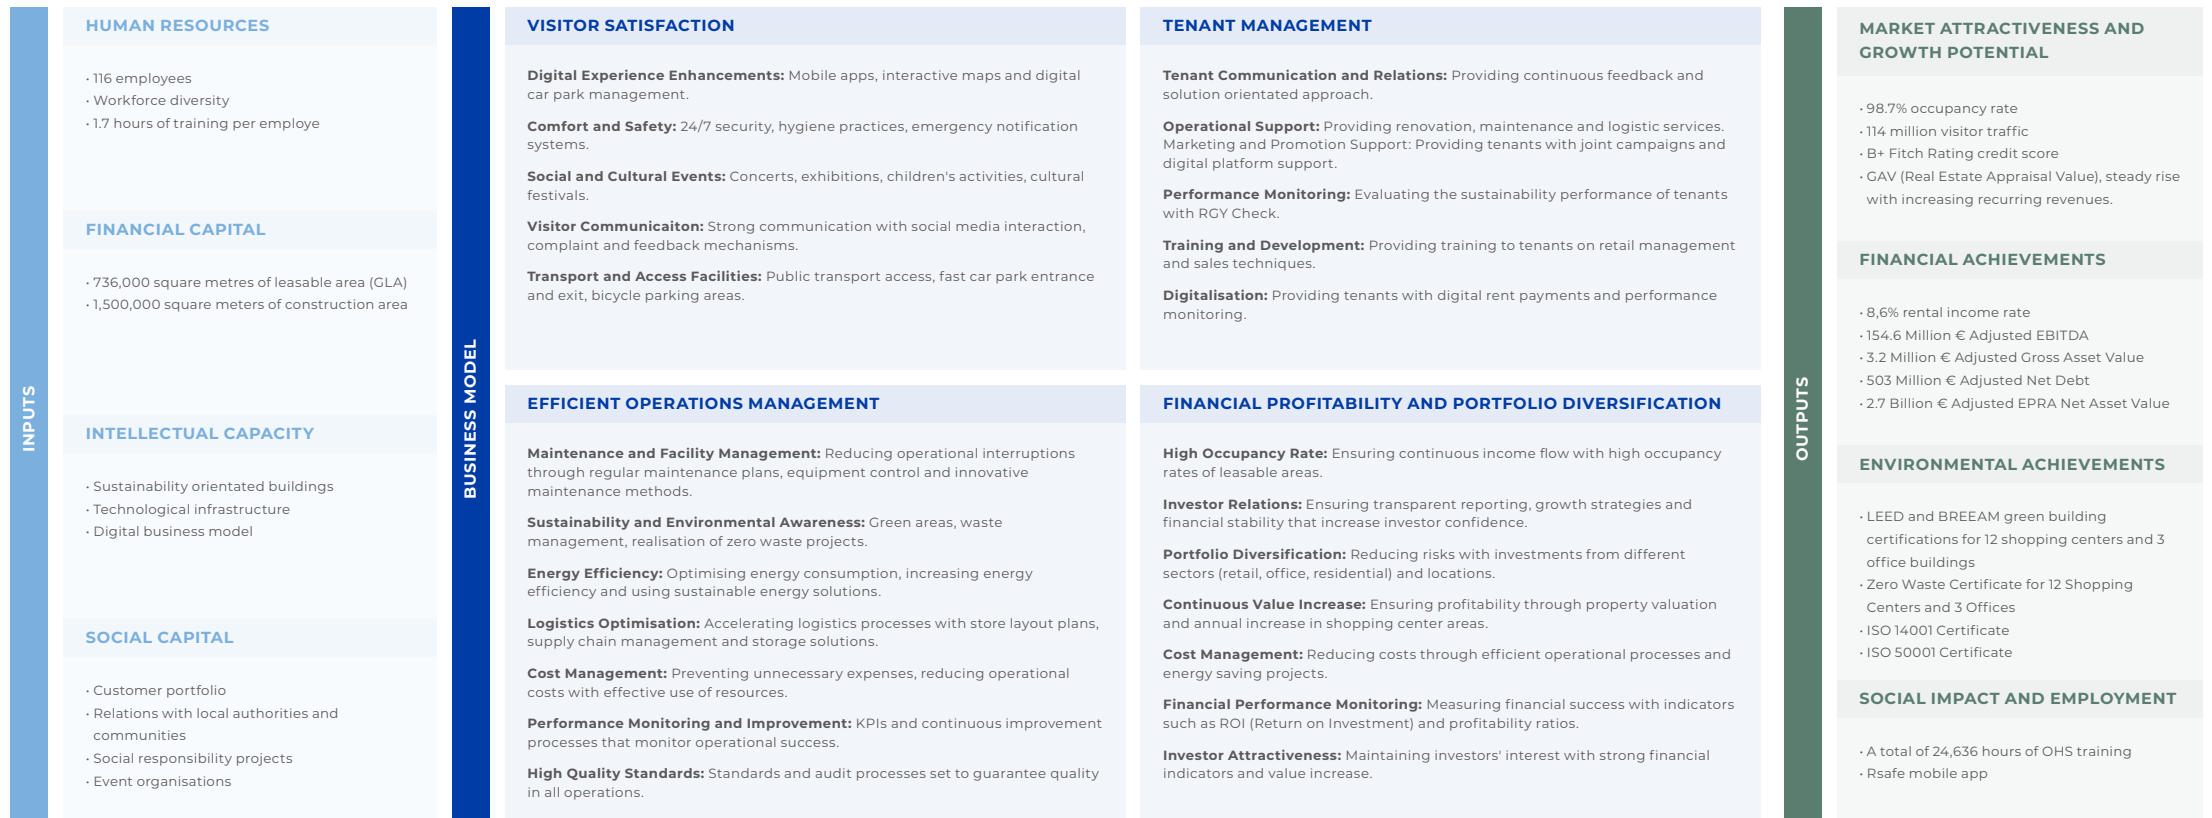 INPUTS
HUMAN RESOURCES
• 116 employees
• Workforce diversity
• 1.7 hours of training per employe
FINANCIAL CAPITAL
• 736,000 square metres of leasable area (GLA)
• 1,500,000 square meters of construction area
INTELLECTUAL CAPACITY
• Sustainability orientated buildings
• Technological infrastructure
• Digital business model
SOCIAL CAPITAL
• Customer portfolio
• Relations with local authorities and
communities
• Social responsibility projects
• Event organisations
BUSINESS MODEL
VISITOR SATISFACTION
Digital Experience Enhancements: Mobile apps, interactive maps and digital
car park management.
Comfort and Safety: 24/7 security, hygiene practices, emergency notification
systems.
Social and Cultural Events: Concerts, exhibitions, children's activities, cultural
festivals.
Visitor Communicaiton: Strong communication with social media interaction,
complaint and feedback mechanisms.
Transport and Access Facilities: Public transport access, fast car park entrance
and exit, bicycle parking areas.
TENANT MANAGEMENT
Tenant Communication and Relations: Providing continuous feedback and
solution orientated approach.
Operational Support: Providing renovation, maintenance and logistic services.
Marketing and Promotion Support: Providing tenants with joint campaigns and
digital platform support.
Performance Monitoring: Evaluating the sustainability performance of tenants
with RGY Check.
Training and Development: Providing training to tenants on retail management
and sales techniques.
Digitalisation: Providing tenants with digital rent payments and performance
monitoring.
EFFICIENT OPERATIONS MANAGEMENT
Maintenance and Facility Management: Reducing operational interruptions
through regular maintenance plans, equipment control and innovative
maintenance methods.
Sustainability and Environmental Awareness: Green areas, waste
management, realisation of zero waste projects.
Energy Efficiency: Optimising energy consumption, increasing energy
efficiency and using sustainable energy solutions.
Logistics Optimisation: Accelerating logistics processes with store layout plans,
supply chain management and storage solutions.
Cost Management: Preventing unnecessary expenses, reducing operational
costs with effective use of resources.
Performance Monitoring and Improvement: KPIs and continuous improvement
processes that monitor operational success.
High Quality Standards: Standards and audit processes set to guarantee quality
in all operations.
FINANCIAL PROFITABILITY AND PORTFOLIO DIVERSIFICATION
High Occupancy Rate: Ensuring continuous income flow with high occupancy
rates of leasable areas.
Investor Relations: Ensuring transparent reporting, growth strategies and
financial stability that increase investor confidence.
Portfolio Diversification: Reducing risks with investments from different
sectors (retail, office, residential) and locations.
Continuous Value Increase: Ensuring profitability through property valuation
and annual increase in shopping center areas.
Cost Management: Reducing costs through efficient operational processes and
energy saving projects.
Financial Performance Monitoring: Measuring financial success with indicators
such as ROI (Return on Investment) and profitability ratios.
Investor Attractiveness: Maintaining investors' interest with strong financial
indicators and value increase.
OUTPUTS
MARKET ATTRACTIVENESS AND
GROWTH POTENTIAL
• 98.7% occupancy rate
• 114 million visitor traffic
• B+ Fitch Rating credit score
• GAV (Real Estate Appraisal Value), steady rise
with increasing recurring revenues.
FINANCIAL ACHIEVEMENTS
• 8,6% rental income rate
• 154.6 Million € Adjusted EBITDA
• 3.2 Million € Adjusted Gross Asset Value
• 503 Million € Adjusted Net Debt
• 2.7 Billion € Adjusted EPRA Net Asset Value
ENVIRONMENTAL ACHIEVEMENTS
• LEED and BREEAM green building
certifications for 12 shopping centers and 3
office buildings
• Zero Waste Certificate for 12 Shopping
Centers and 3 Offices
• ISO 14001 Certificate
• ISO 50001 Certificate
SOCIAL IMPACT AND EMPLOYMENT
• A total of 24,636 hours of OHS training
• Rsafe mobile app